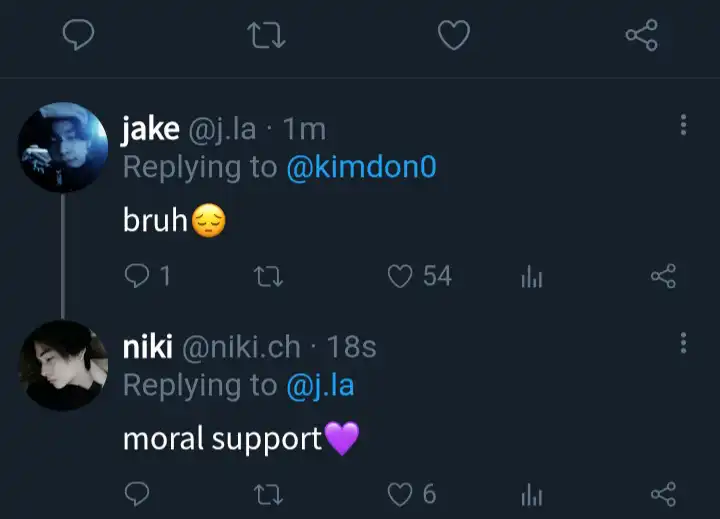 jake @j.la · 1m
Replying to @kimdon0
bruh😔
1 54
niki @niki.ch · 18s
Replying to @j.la
moral support💜
6